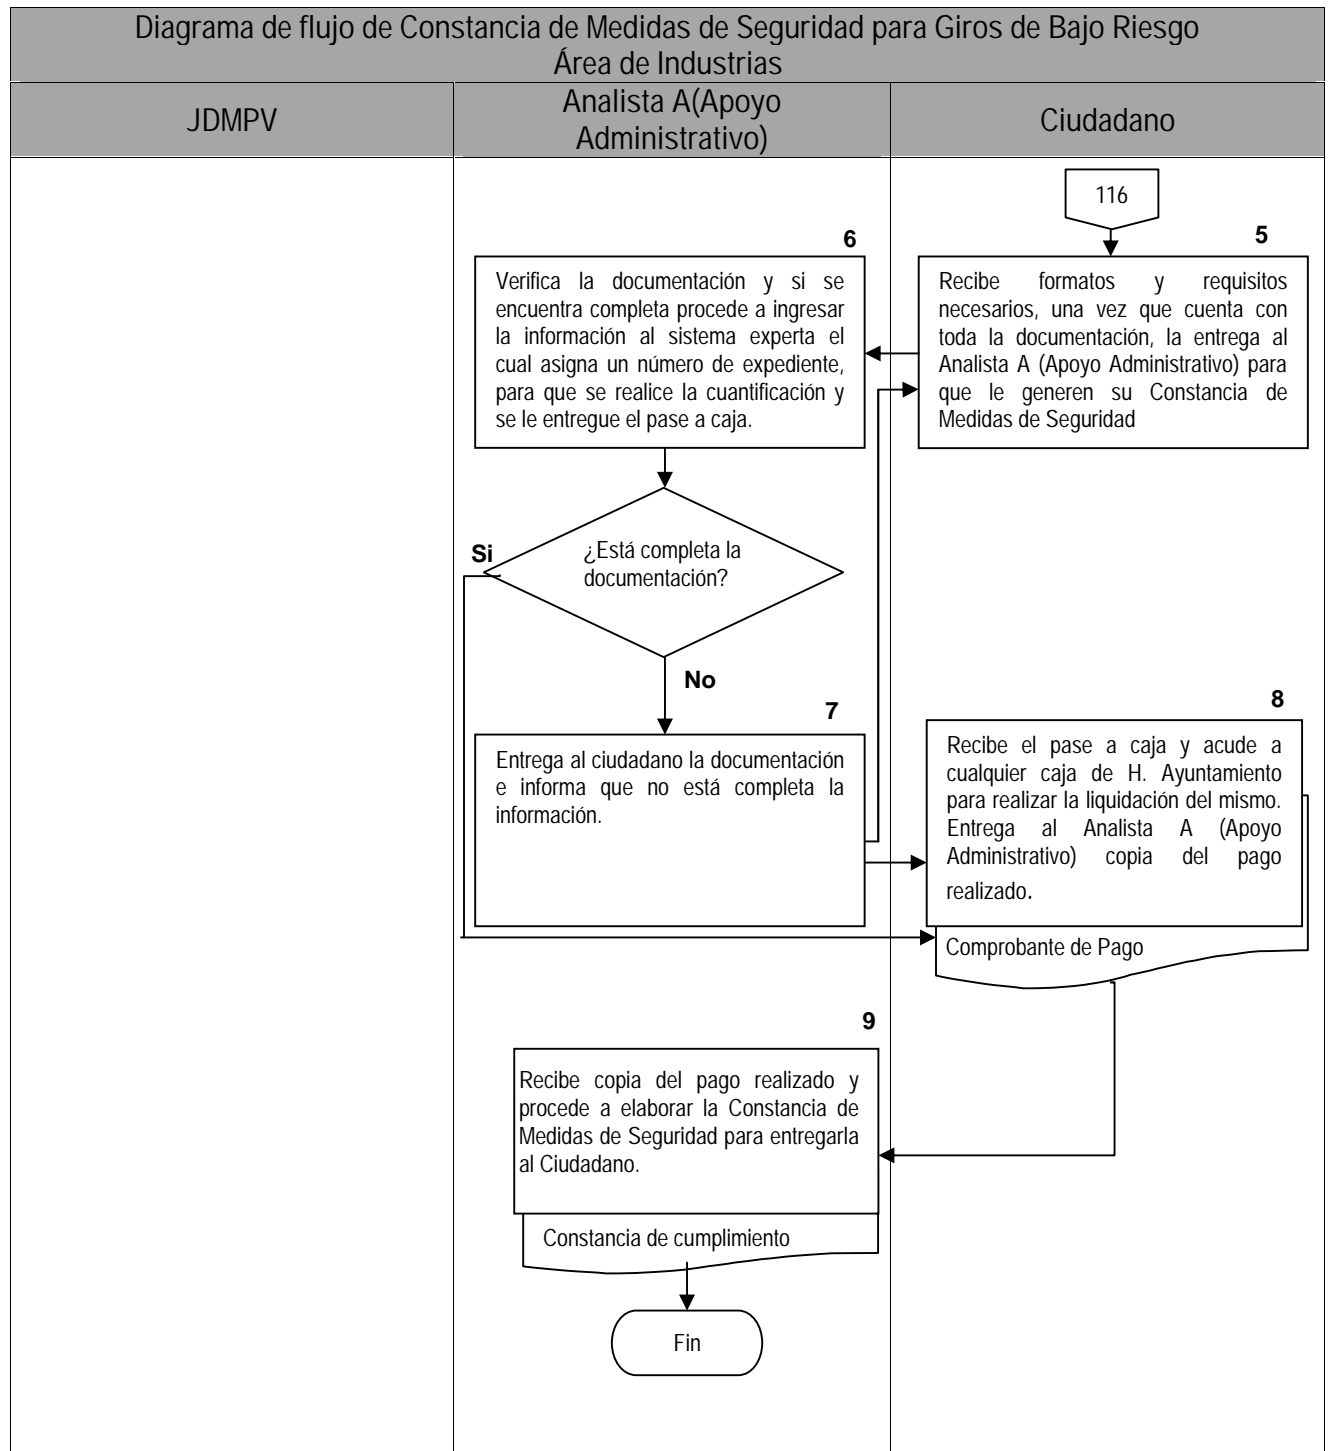 Diagrama de flujo de Constancia de Medidas de Seguridad para Giros de Bajo Riesgo
Área de Industrias
JDMPV
Analista A(Apoyo
Administrativo)
Ciudadano
116
5
Recibe formatos y requisitos
necesarios, una vez que cuenta con
toda la documentación, la entrega al
Analista A (Apoyo Administrativo) para
que le generen su Constancia de
Medidas de Seguridad
6
Verifica la documentación y si se
encuentra completa procede a ingresar
la información al sistema experta el
cual asigna un número de expediente,
para que se realice la cuantificación y
se le entregue el pase a caja.
Si
¿Está completa la
documentación?
No
7
Entrega al ciudadano la documentación
e informa que no está completa la
información.
8
Recibe el pase a caja y acude a
cualquier caja de H. Ayuntamiento
para realizar la liquidación del mismo.
Entrega al Analista A (Apoyo
Administrativo) copia del pago
realizado.
Comprobante de Pago
9
Recibe copia del pago realizado y
procede a elaborar la Constancia de
Medidas de Seguridad para entregarla
al Ciudadano.
Constancia de cumplimiento
Fin